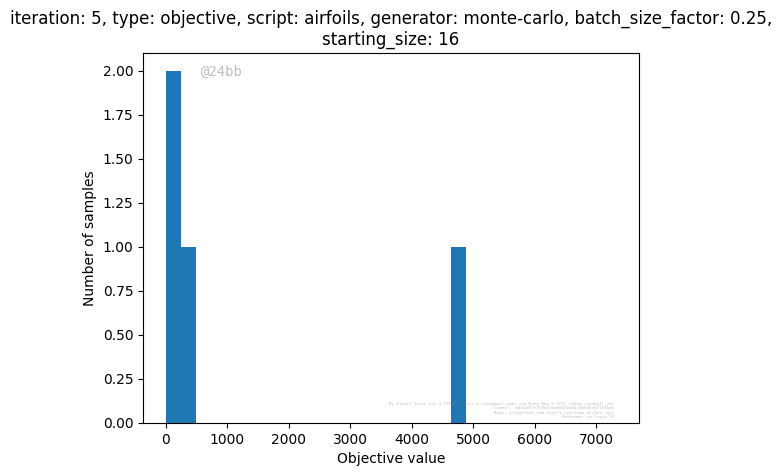 iteration: 5, type: objective, script: airfoils, generator: monte-carlo, batch_size_factor: 0.25,
starting_size: 16
@24bb
2.00
1.75
1.50
1.25
1.00
0.75
0.50
0.25
0.00
Number of samples
0 1000 2000 3000 4000 5000 6000 7000
Objective value